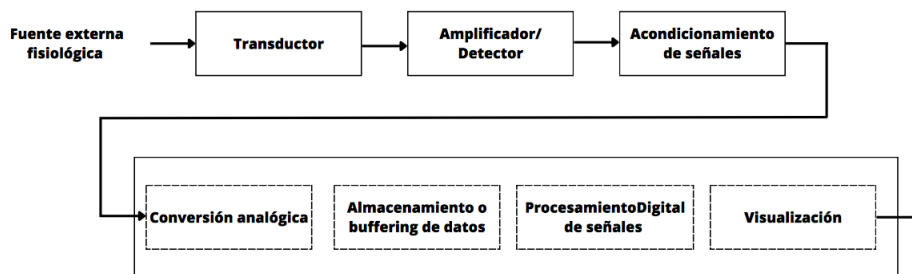 Fuente externa
fisiológica
Transductor
Amplificador/
Detector
Acondicionamiento
de señales
Conversión analógica
Almacenamiento o
buffering de datos
ProcesamientoDigital
de señales
Visualización